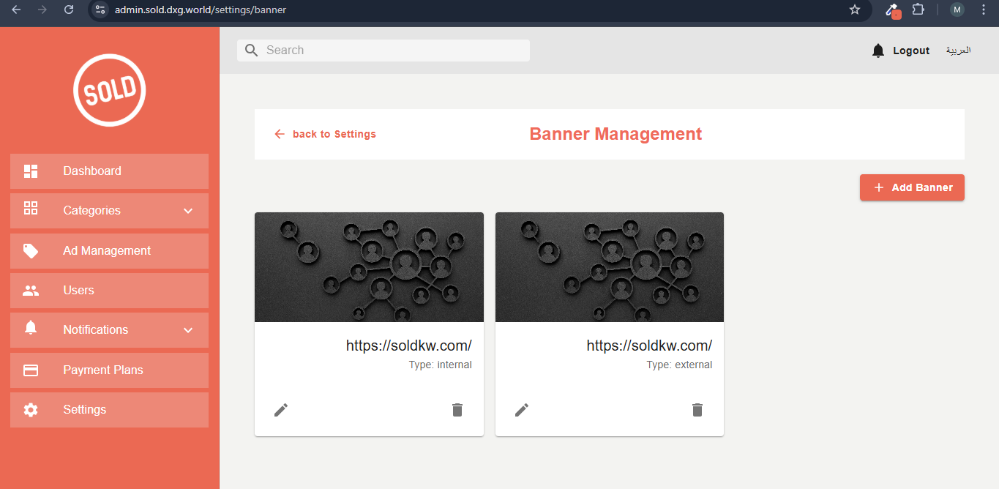 admin.sold.dxg.world/settings/banner
M
SOLD
Search
Logout
العربية
Dashboard
Categories
Ad Management
Users
Notifications
Payment Plans
Settings
back to Settings
Banner Management
Add Banner
https://soldkw.com/
Type: internal
https://soldkw.com/
Type: external